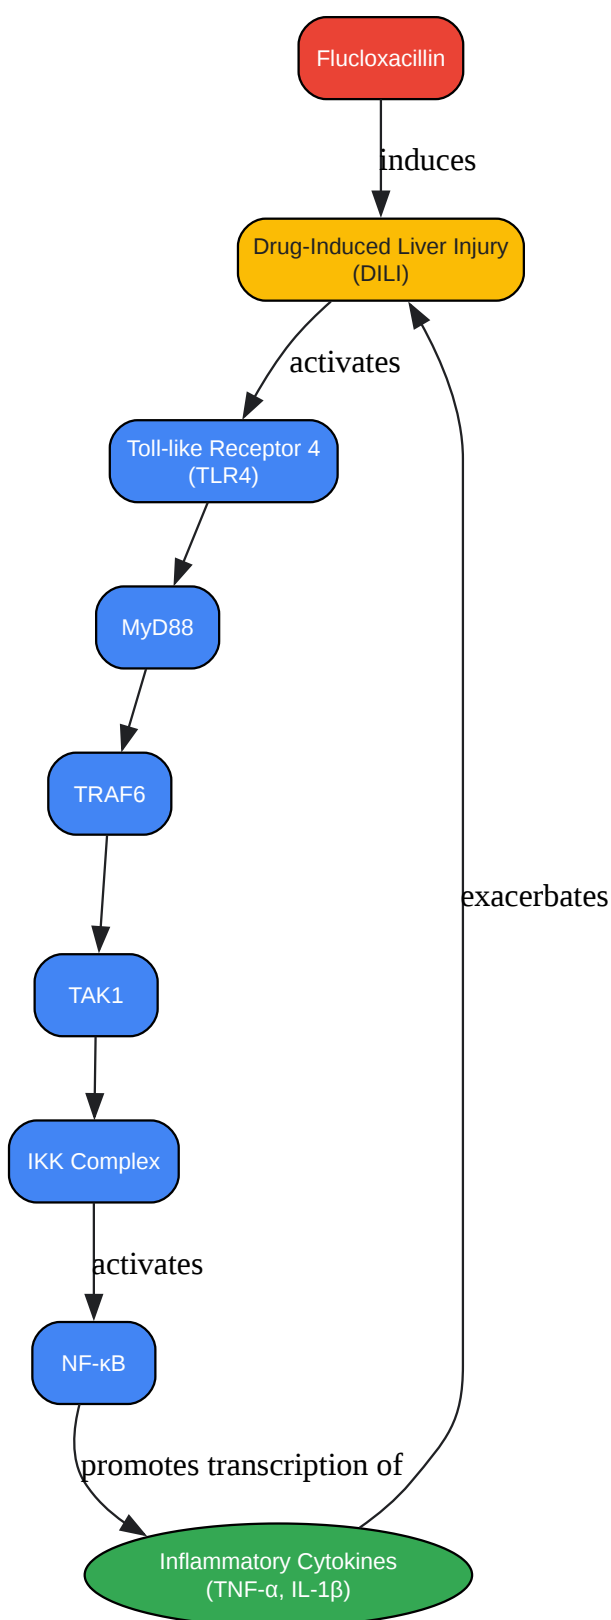 Flucloxacillin
induces
Drug-Induced Liver Injury
(DILI)
activates
Toll-like Receptor 4
(TLR4)
MyD88
TRAF6
exacerbates
TAK1
IKK Complex
activates
NF-κB
promotes transcription of
Inflammatory Cytokines
(TNF-α, IL-1β)